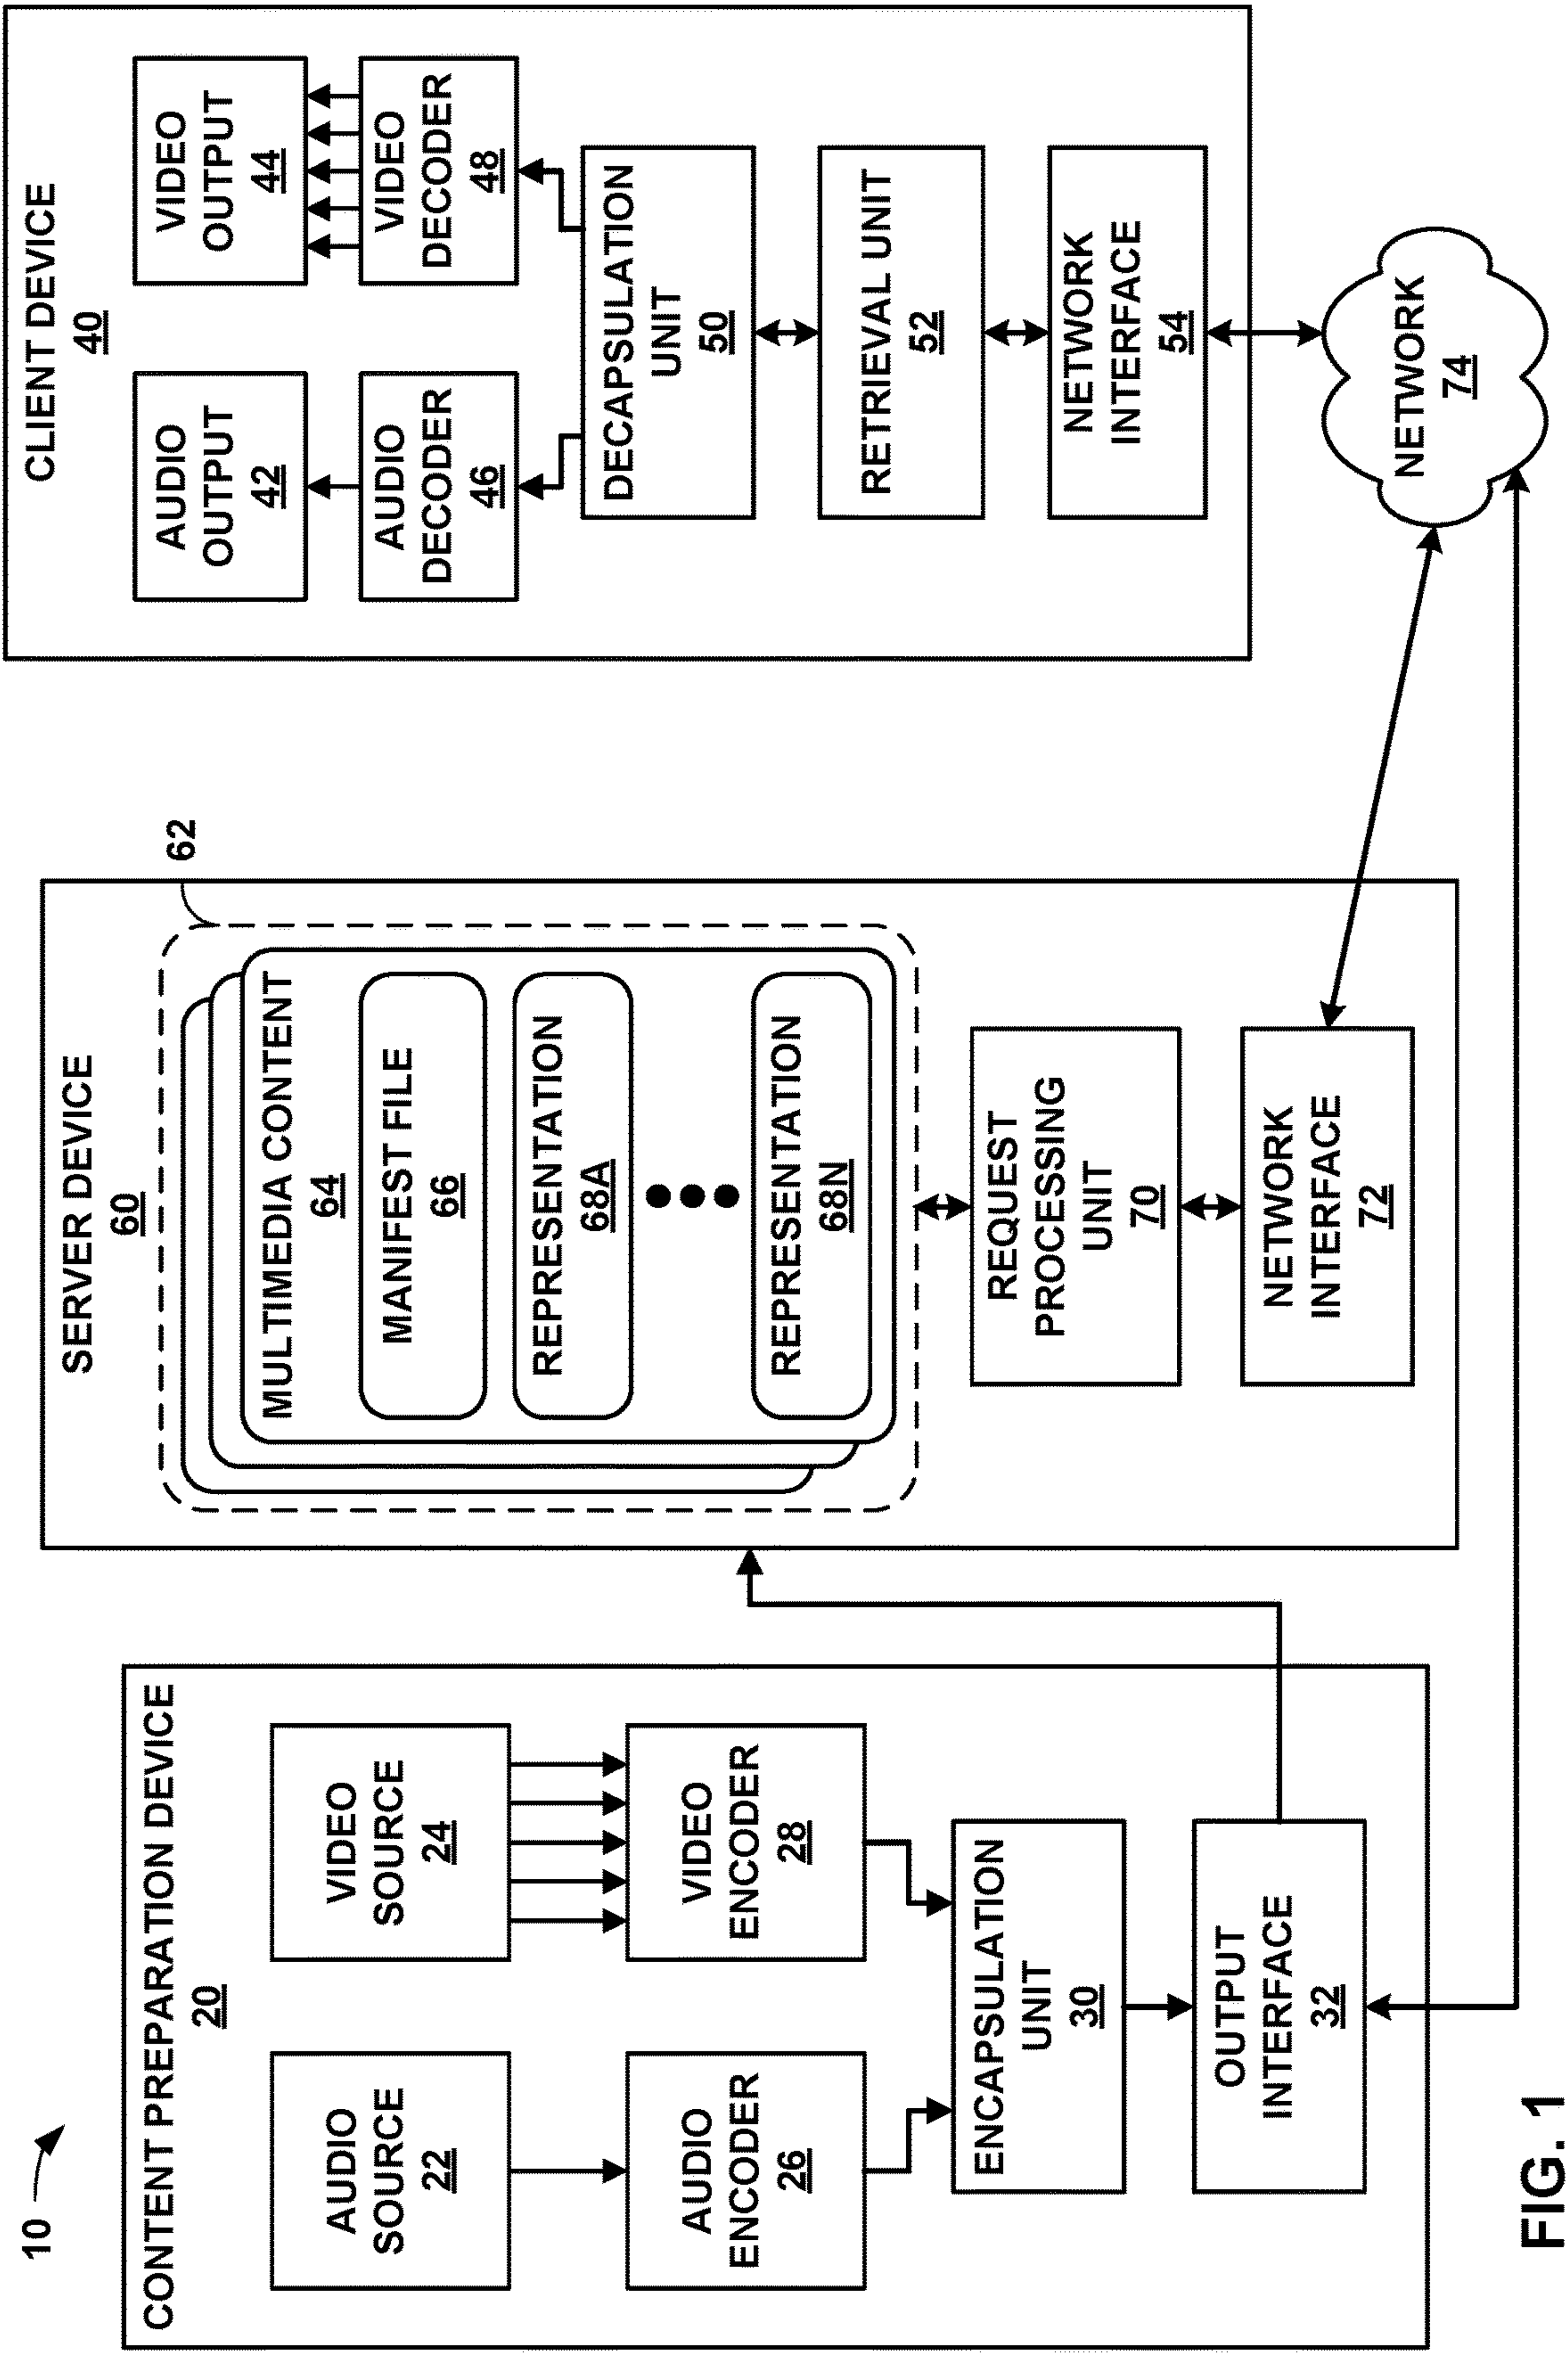 10
CONTENT PREPARATION DEVICE
20
AUDIO
SOURCE
22
VIDEO
SOURCE
24
AUDIO
ENCODER
26
VIDEO
ENCODER
28
ENCAPSULATION
UNIT
30
OUTPUT
INTERFACE
32
SERVER DEVICE
60
62
MULTIMEDIA CONTENT
64
MANIFEST FILE
66
REPRESENTATION
68A
REPRESENTATION
68N
REQUEST
PROCESSING
UNIT
70
NETWORK
INTERFACE
72
CLIENT DEVICE
40
AUDIO
OUTPUT
42
VIDEO
OUTPUT
44
AUDIO
DECODER
46
VIDEO
DECODER
48
DECAPSULATION
UNIT
50
RETRIEVAL UNIT
52
NETWORK
INTERFACE
54
NETWORK
74
FIG. 1